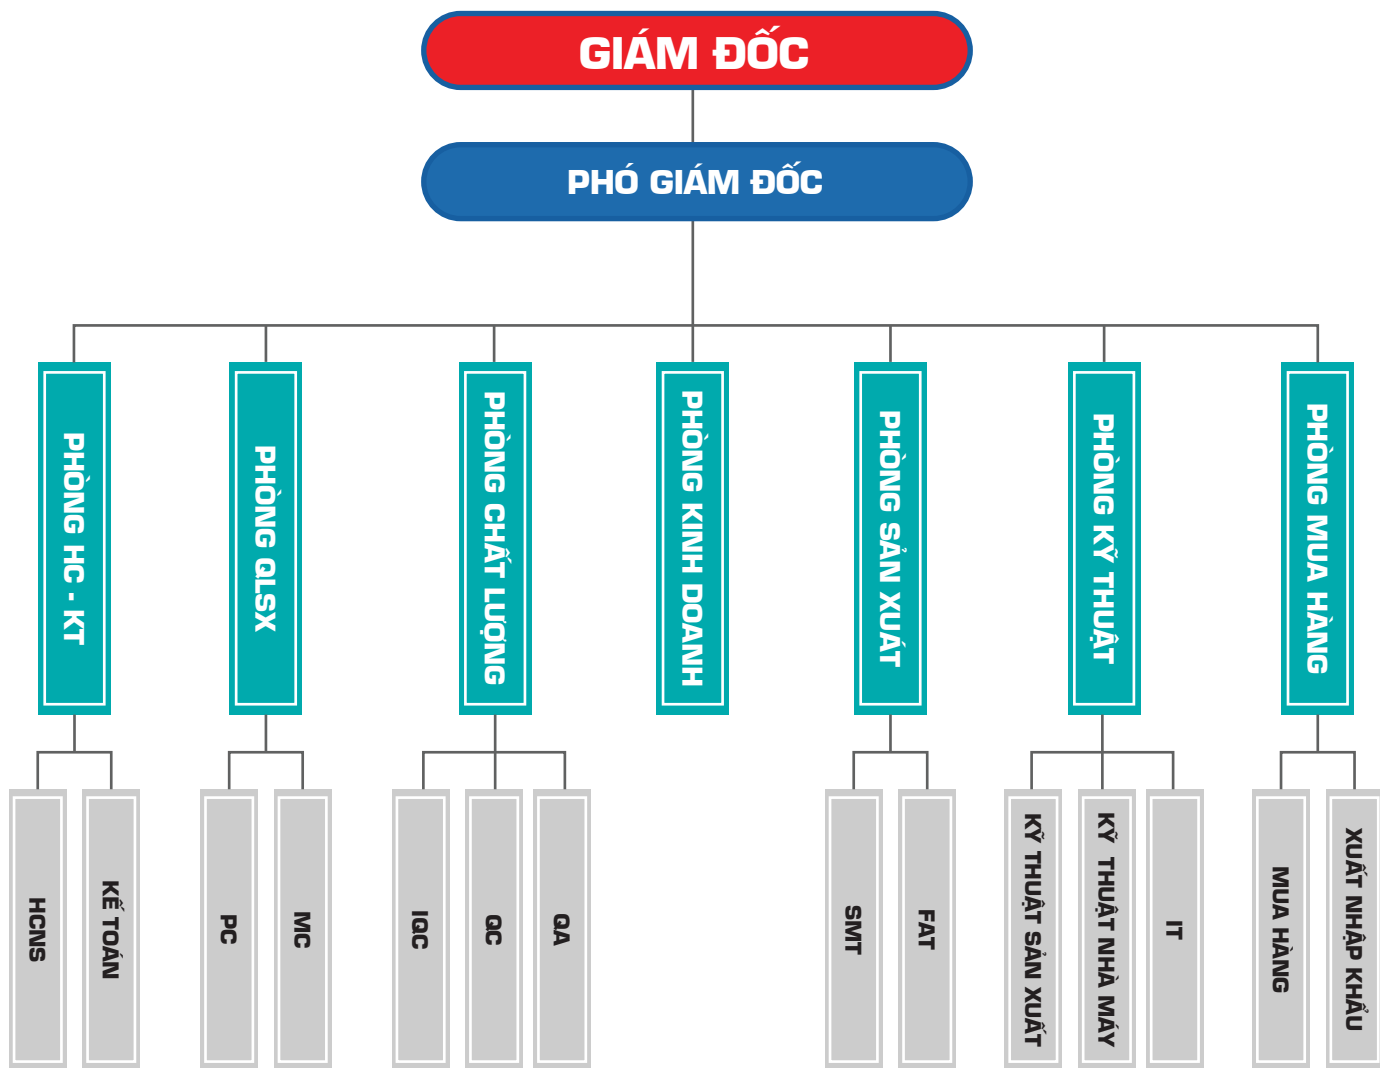 GIÁM ĐỐC
PHÓ GIÁM ĐỐC
PHÒNG HC - KT
PHÒNG QLSX
PHÒNG CHẤT LƯỢNG
PHÒNG KINH DOANH
PHÒNG SẢN XUÁT
PHÒNG KỸ THUẬT
PHÒNG MUA HÀNG
HCNS
KẾ TOÁN
PC
MC
IQC
QC
QA
SMT
FAT
KỸ THUẬT SẢN XUẤT
KỸ THUẬT NHÀ MÁY
IT
MUA HÀNG
XUẤT NHẬP KHẨU